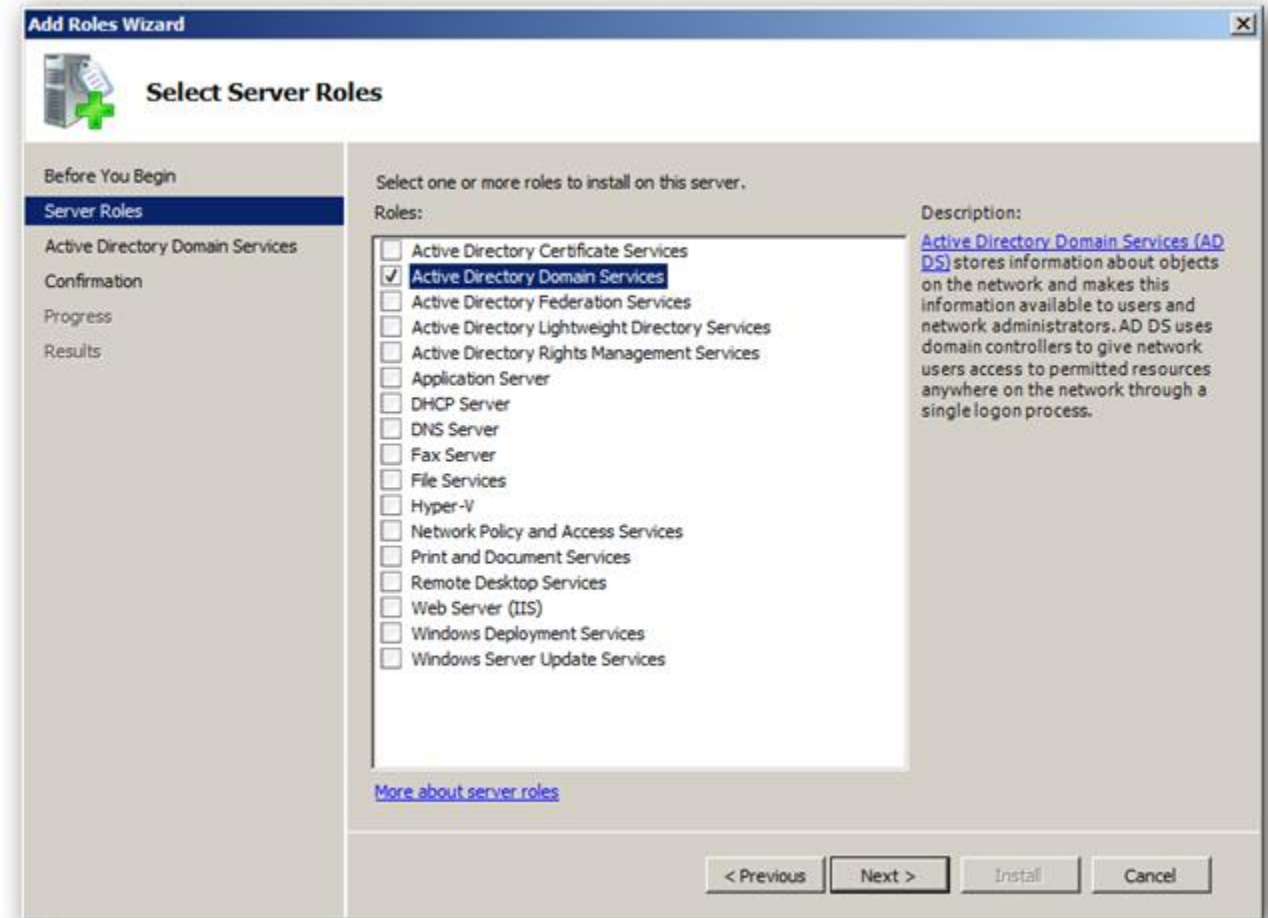 Add Roles Wizard
Select Server Roles
Before You Begin
Server Roles
Active Directory Domain Services
Confirmation
Progress
Results
Select one or more roles to install on this server.
Roles:
Active Directory Certificate Services
Active Directory Domain Services
Active Directory Federation Services
Active Directory Lightweight Directory Services
Active Directory Rights Management Services
Application Server
DHCP Server
DNS Server
Fax Server
File Services
Hyper-V
Network Policy and Access Services
Print and Document Services
Remote Desktop Services
Web Server (IIS)
Windows Deployment Services
Windows Server Update Services
More about server roles
Description:
Active Directory Domain Services (AD
DS) stores information about objects
on the network and makes this
information available to users and
network administrators. AD DS uses
domain controllers to give network
users access to permitted resources
anywhere on the network through a
single logon process.
< Previous
Next >
Install
Cancel